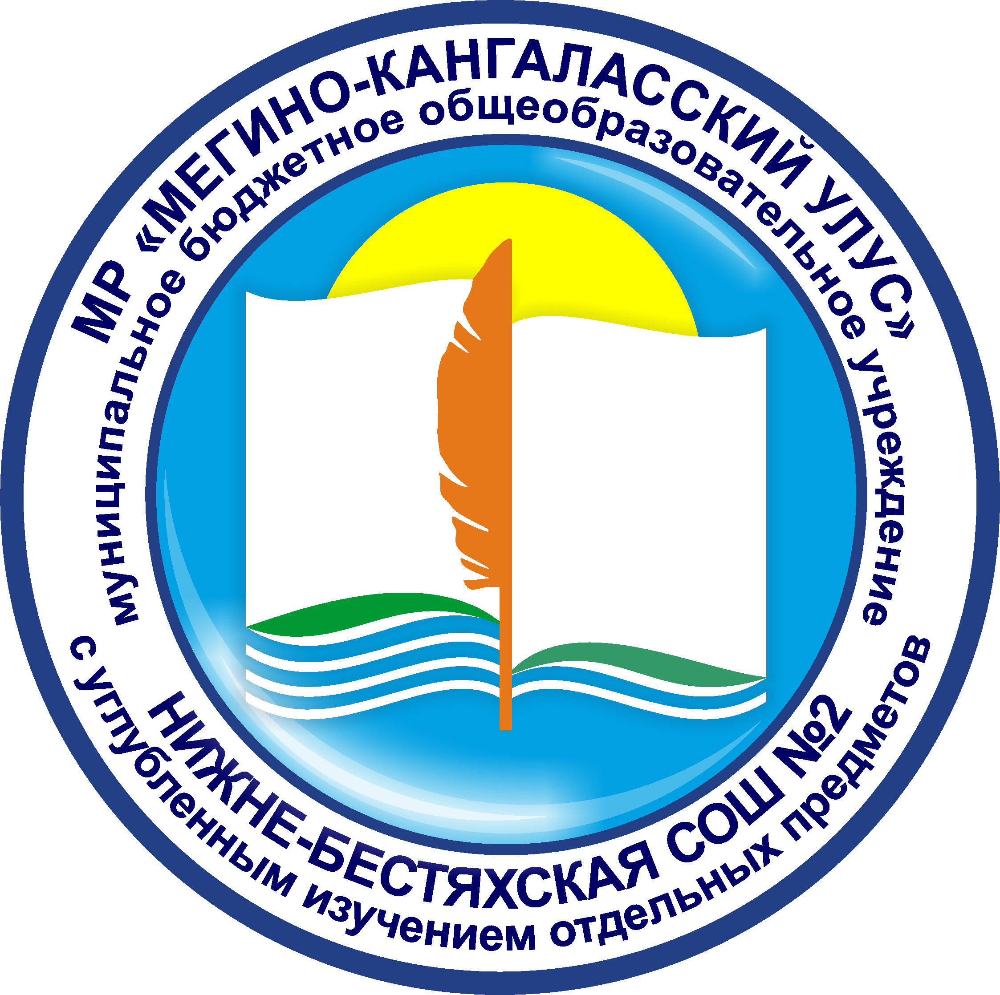 МР «МЕГИНО-КАНГАЛАССКИЙ УЛУС»
муниципальное бюджетное общеобразовательное учреждение
НИЖНЕ-БЕСТЯХСКАЯ СОШ №2
с углубленным изучением отдельных предметов